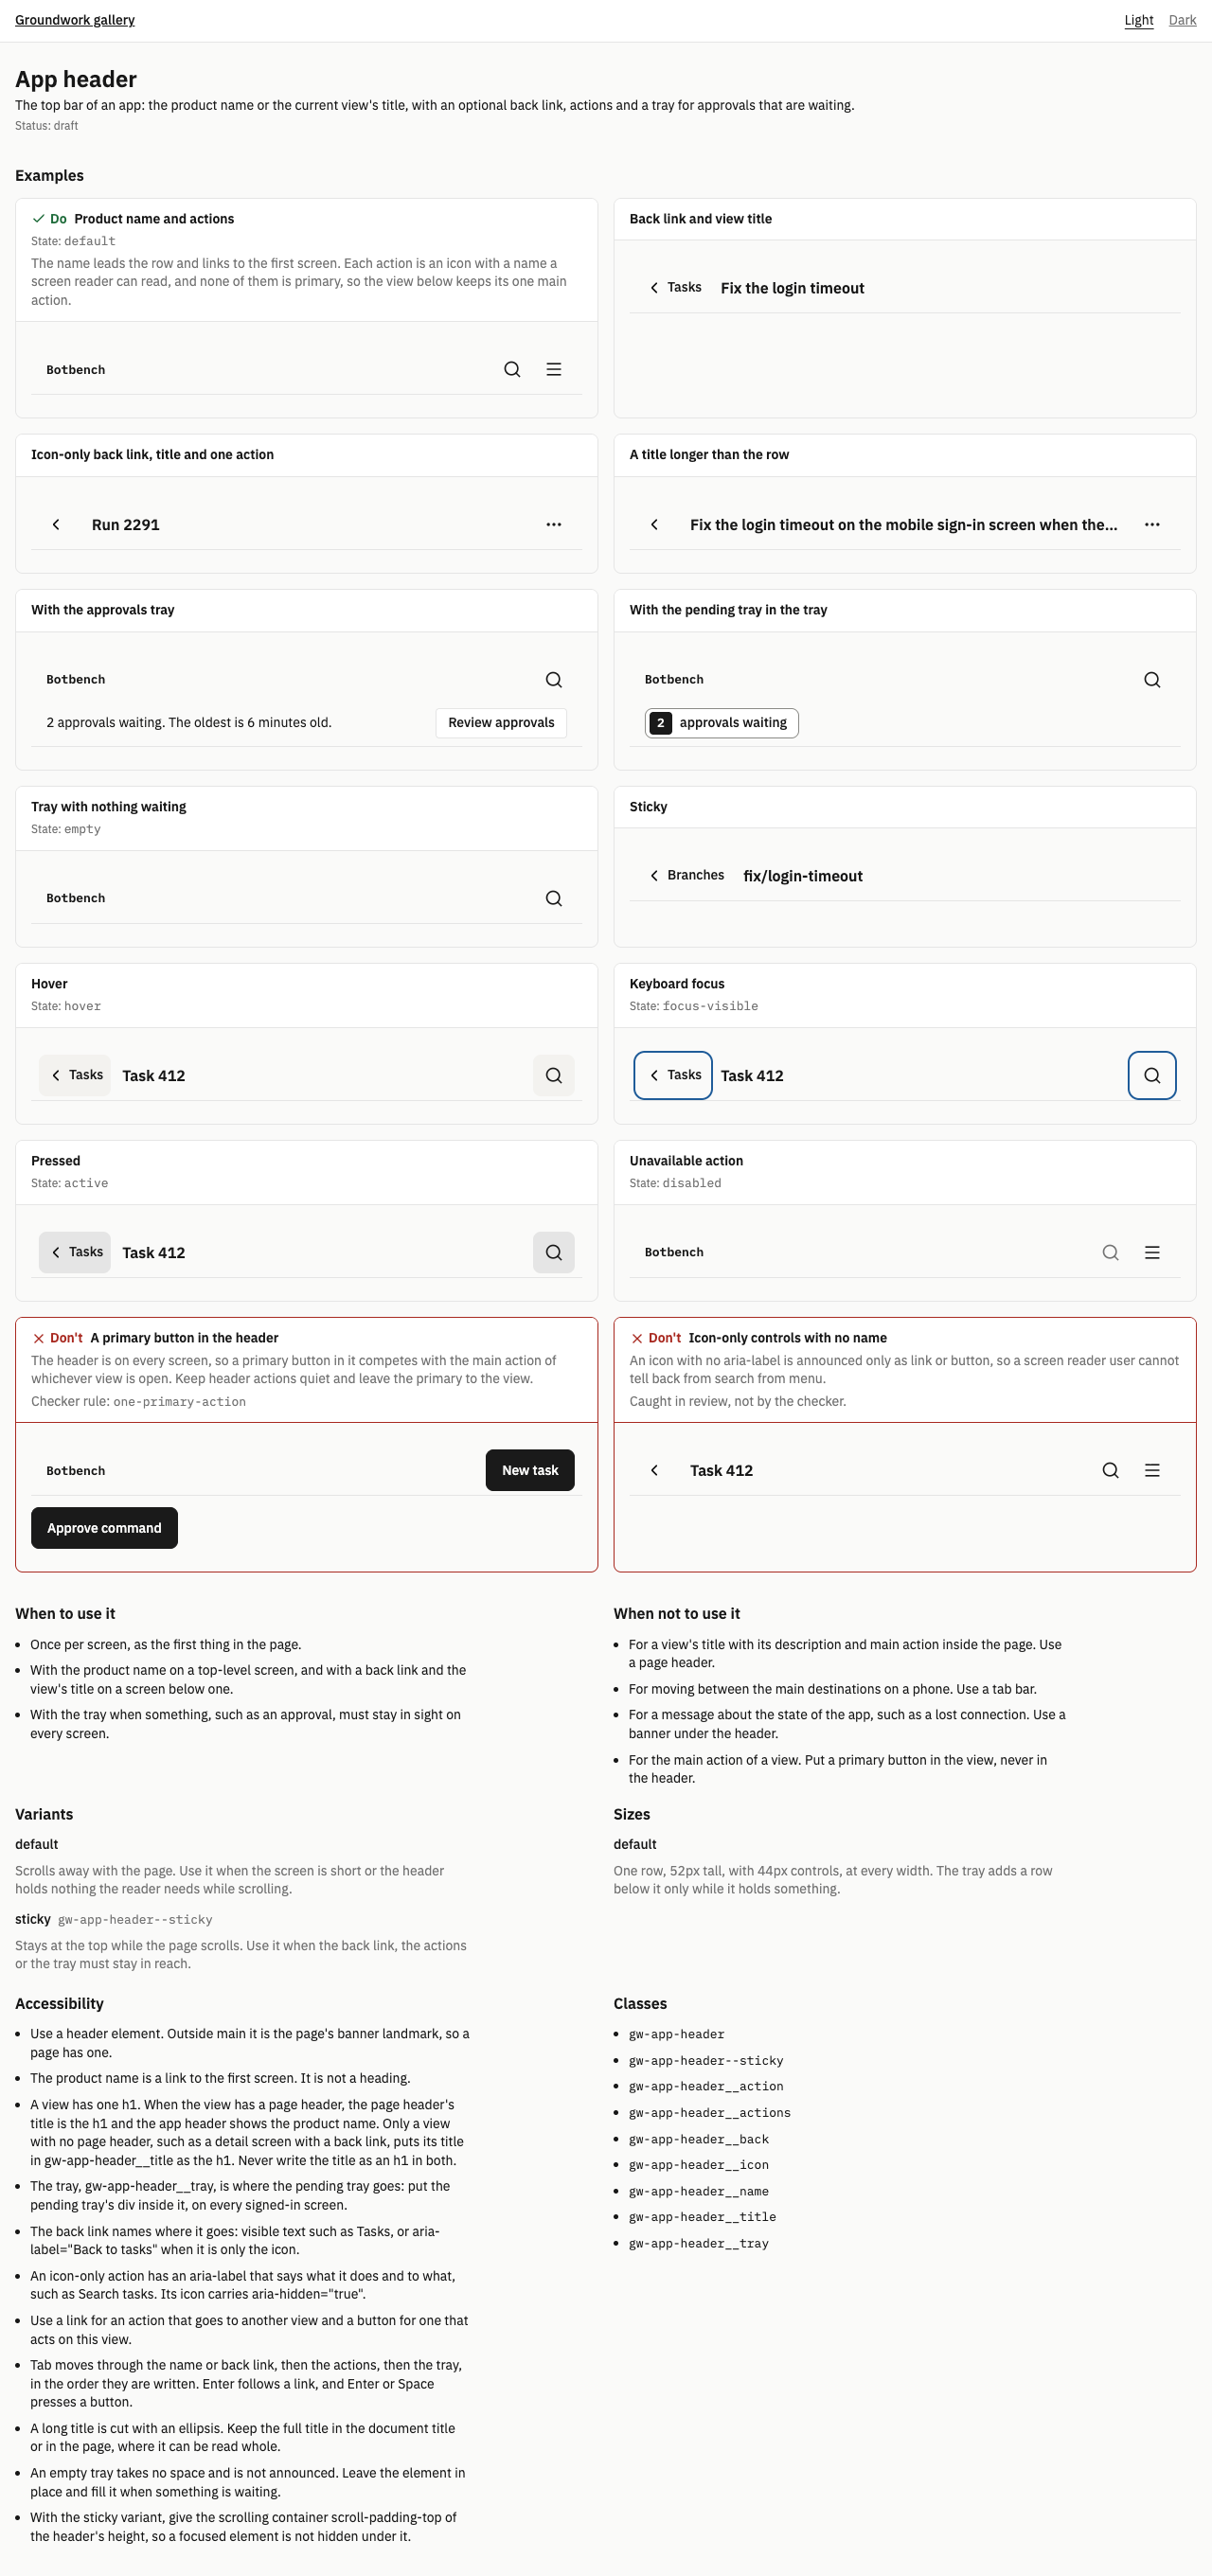 Groundwork gallery
Light
Dark
App header
The top bar of an app: the product name or the current view's title, with an optional back link, actions and a tray for approvals that are waiting.
Status: draft
Examples
Do Product name and actions
State: default
The name leads the row and links to the first screen. Each action is an icon with a name a
screen reader can read, and none of them is primary, so the view below keeps its one main
action.
Botbench
Back link and view title
Tasks Fix the login timeout
Icon-only back link, title and one action
Run 2291
A title longer than the row
Fix the login timeout on the mobile sign-in screen when the...
With the approvals tray
Botbench
2 approvals waiting. The oldest is 6 minutes old.
Review approvals
With the pending tray in the tray
Botbench
2 approvals waiting
Tray with nothing waiting
State: empty
Botbench
Sticky
Branches fix/login-timeout
Hover
State: hover
Tasks Task 412
Keyboard focus
State: focus-visible
Tasks Task 412
Pressed
State: active
Tasks Task 412
Unavailable action
State: disabled
Botbench
Don't A primary button in the header
The header is on every screen, so a primary button in it competes with the main action of
whichever view is open. Keep header actions quiet and leave the primary to the view.
Checker rule: one-primary-action
Botbench
New task
Approve command
Don't Icon-only controls with no name
An icon with no aria-label is announced only as link or button, so a screen reader user cannot
tell back from search from menu.
Caught in review, not by the checker.
Task 412
When to use it
Once per screen, as the first thing in the page.
With the product name on a top-level screen, and with a back link and the
view's title on a screen below one.
With the tray when something, such as an approval, must stay in sight on
every screen.
When not to use it
For a view's title with its description and main action inside the page. Use
a page header.
For moving between the main destinations on a phone. Use a tab bar.
For a message about the state of the app, such as a lost connection. Use a
banner under the header.
For the main action of a view. Put a primary button in the view, never in
the header.
Variants
default
Scrolls away with the page. Use it when the screen is short or the header
holds nothing the reader needs while scrolling.
sticky gw-app-header--sticky
Stays at the top while the page scrolls. Use it when the back link, the actions
or the tray must stay in reach.
Sizes
default
One row, 52px tall, with 44px controls, at every width. The tray adds a row
below it only while it holds something.
Accessibility
Use a header element. Outside main it is the page's banner landmark, so a
page has one.
The product name is a link to the first screen. It is not a heading.
A view has one h1. When the view has a page header, the page header's
title is the h1 and the app header shows the product name. Only a view
with no page header, such as a detail screen with a back link, puts its title
in gw-app-header__title as the h1. Never write the title as an h1 in both.
The tray, gw-app-header__tray, is where the pending tray goes: put the
pending tray's div inside it, on every signed-in screen.
The back link names where it goes: visible text such as Tasks, or aria-
label="Back to tasks" when it is only the icon.
An icon-only action has an aria-label that says what it does and to what,
such as Search tasks. Its icon carries aria-hidden="true".
Use a link for an action that goes to another view and a button for one that
acts on this view.
Tab moves through the name or back link, then the actions, then the tray,
in the order they are written. Enter follows a link, and Enter or Space
presses a button.
A long title is cut with an ellipsis. Keep the full title in the document title
or in the page, where it can be read whole.
An empty tray takes no space and is not announced. Leave the element in
place and fill it when something is waiting.
With the sticky variant, give the scrolling container scroll-padding-top of
the header's height, so a focused element is not hidden under it.
Classes
gw-app-header
gw-app-header--sticky
gw-app-header__action
gw-app-header__actions
gw-app-header__back
gw-app-header__icon
gw-app-header__name
gw-app-header__title
gw-app-header__tray